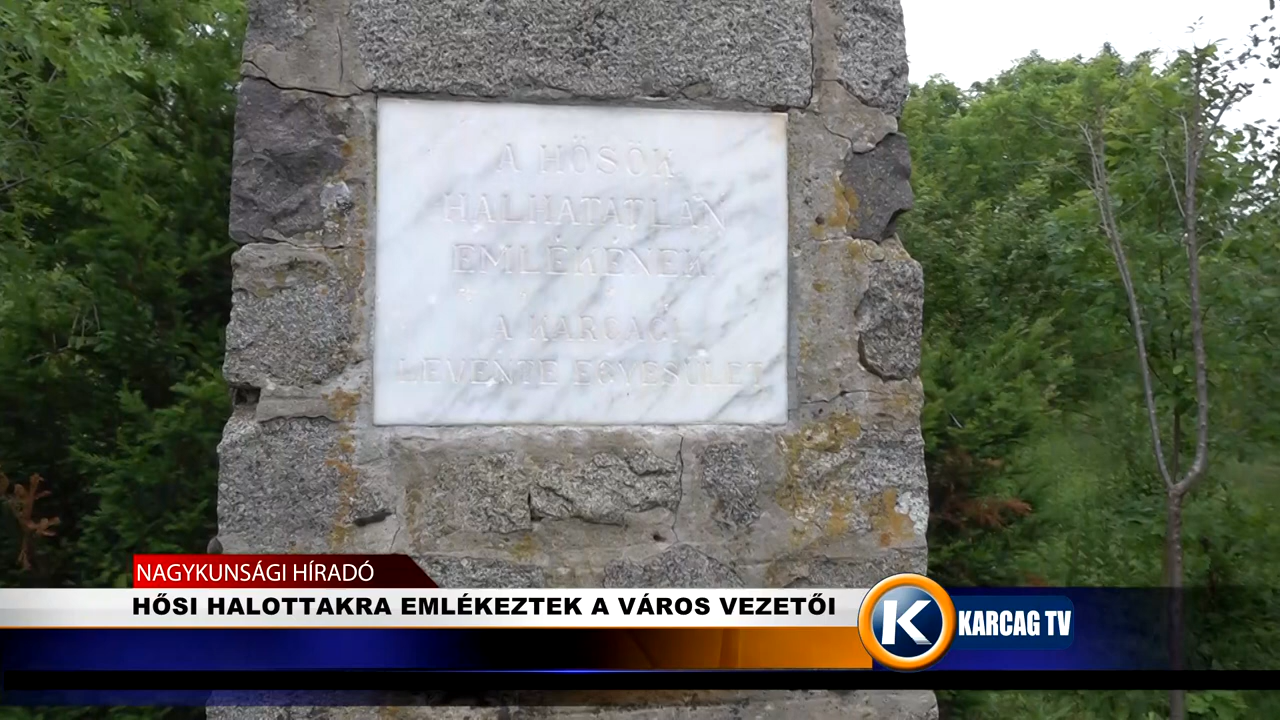 A HŐSÖK
HALHATATLAN
EMLÉKÉNEK
A KARCAGI
LEVENTE EGYESÜLET
NAGYKUNSÁGI HÍRADÓ
HŐSI HALOTTAKRA EMLÉKEZTEK A VÁROS VEZETŐI
K KARCAG TV